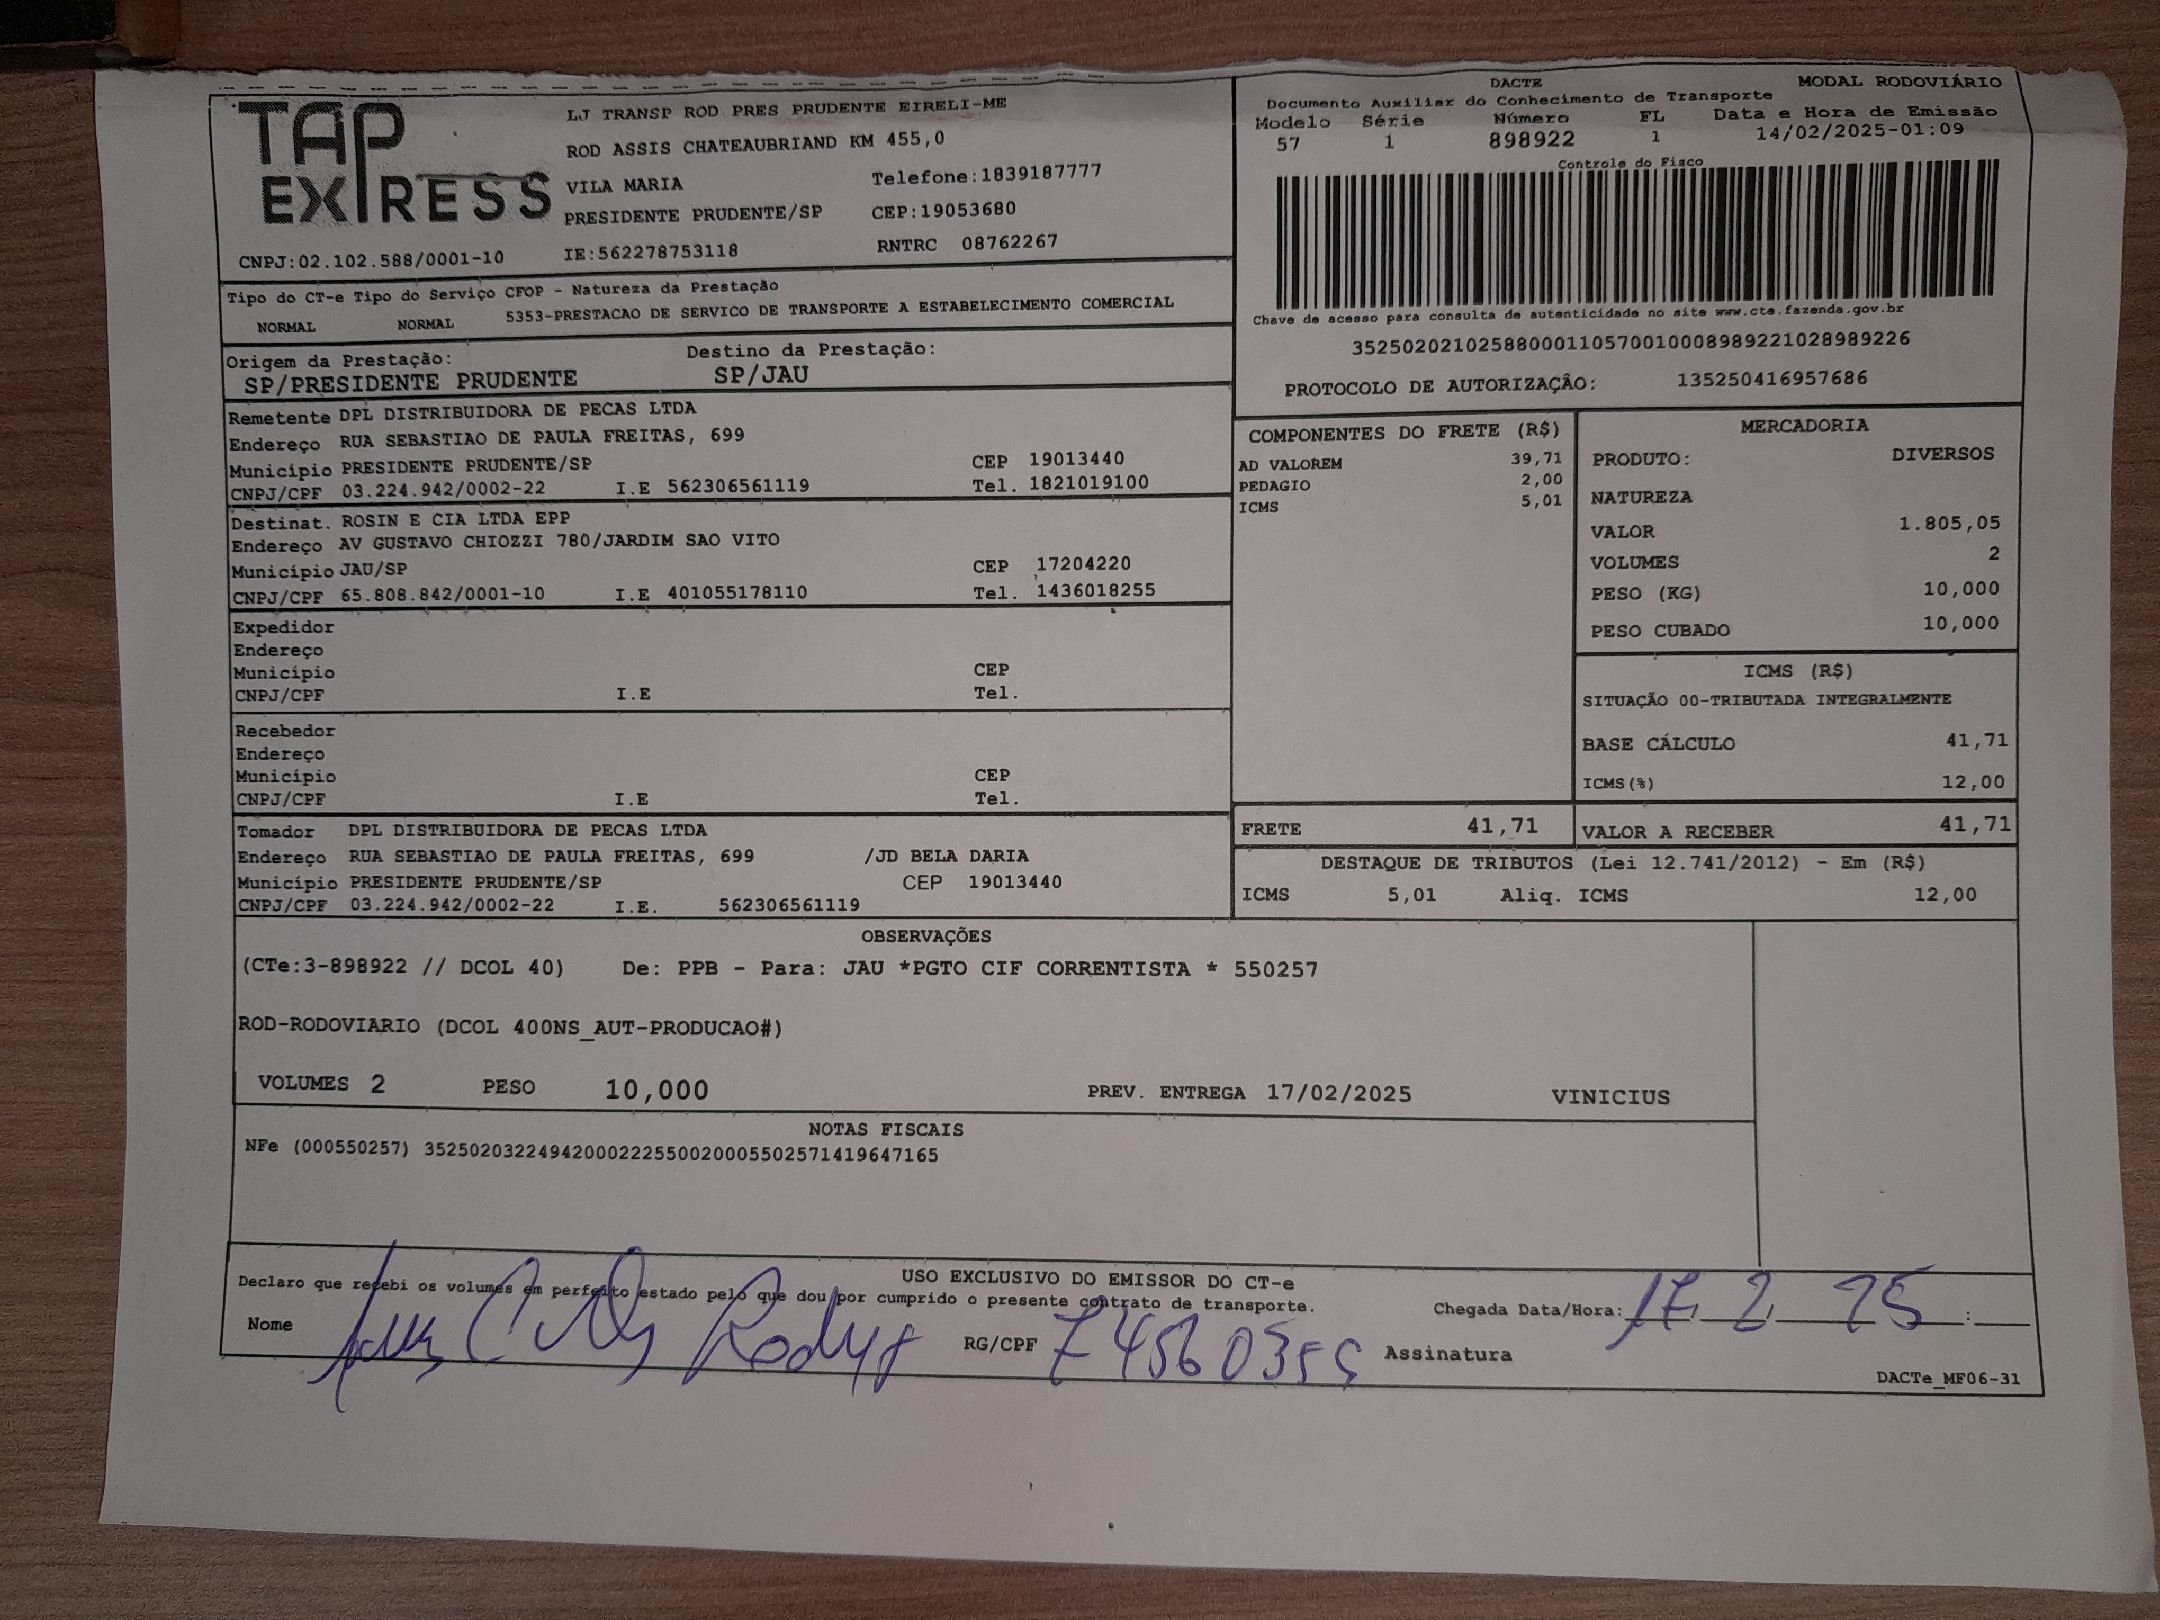 TAP EXPRESS
LJ TRANSP ROD PRES PRUDENTE EIRELI-ME
ROD ASSIS CHATEAUBRIAND KM 455,0
VILA MARIA Telefone:1839187777
PRESIDENTE PRUDENTE/SP CEP:19053680
CNPJ:02.102.588/0001-10 IE:562278753118 RNTRC 08762267
DACTE MODAL RODOVIÁRIO
Documento Auxiliar do Conhecimento de Transporte
Modelo Série Número FL Data e Hora de Emissão
57 1 898922 1 14/02/2025-01:09
Controle do Fisco
Chave de acesso para consulta de autenticidade no site www.cte.fazenda.gov.br
35250202102588000110570010008989221028989226
PROTOCOLO DE AUTORIZAÇÃO: 135250416957686
Tipo do CT-e Tipo do Serviço CFOP - Natureza da Prestação
NORMAL NORMAL 5353-PRESTACAO DE SERVICO DE TRANSPORTE A ESTABELECIMENTO COMERCIAL
Origem da Prestação: Destino da Prestação:
SP/PRESIDENTE PRUDENTE SP/JAU
Remetente DPL DISTRIBUIDORA DE PECAS LTDA
Endereço RUA SEBASTIAO DE PAULA FREITAS, 699
Município PRESIDENTE PRUDENTE/SP CEP 19013440
CNPJ/CPF 03.224.942/0002-22 I.E 562306561119 Tel. 1821019100
Destinat. ROSIN E CIA LTDA EPP
Endereço AV GUSTAVO CHIOZZI 780/JARDIM SAO VITO
Município JAU/SP CEP 17204220
CNPJ/CPF 65.808.842/0001-10 I.E 401055178110 Tel. 1436018255
Expedidor
Endereço
Município CEP
CNPJ/CPF I.E Tel.
Recebedor
Endereço
Município CEP
CNPJ/CPF I.E Tel.
Tomador DPL DISTRIBUIDORA DE PECAS LTDA
Endereço RUA SEBASTIAO DE PAULA FREITAS, 699 /JD BELA DARIA
Município PRESIDENTE PRUDENTE/SP CEP 19013440
CNPJ/CPF 03.224.942/0002-22 I.E. 562306561119
COMPONENTES DO FRETE (R$)
AD VALOREM 39,71
PEDAGIO 2,00
ICMS 5,01
MERCADORIA
PRODUTO: DIVERSOS
NATUREZA
VALOR 1.805,05
VOLUMES 2
PESO (KG) 10,000
PESO CUBADO 10,000
ICMS (R$)
SITUAÇÃO 00-TRIBUTADA INTEGRALMENTE
BASE CÁLCULO 41,71
ICMS(%) 12,00
FRETE 41,71 VALOR A RECEBER 41,71
DESTAQUE DE TRIBUTOS (Lei 12.741/2012) - Em (R$)
ICMS 5,01 Aliq. ICMS 12,00
OBSERVAÇÕES
(CTe:3-898922 // DCOL 40) De: PPB - Para: JAU *PGTO CIF CORRENTISTA * 550257
ROD-RODOVIARIO (DCOL 400NS_AUT-PRODUCAO#)
VOLUMES 2 PESO 10,000 PREV. ENTREGA 17/02/2025 VINICIUS
NOTAS FISCAIS
NFe (000550257) 35250203224942000222550020005502571419647165
USO EXCLUSIVO DO EMISSOR DO CT-e
Declaro que recebi os volumes em perfeito estado pelo que dou por cumprido o presente contrato de transporte. Chegada Data/Hora: 17 2 25 :
Nome RG/CPF Assinatura
DACTe_MF06-31